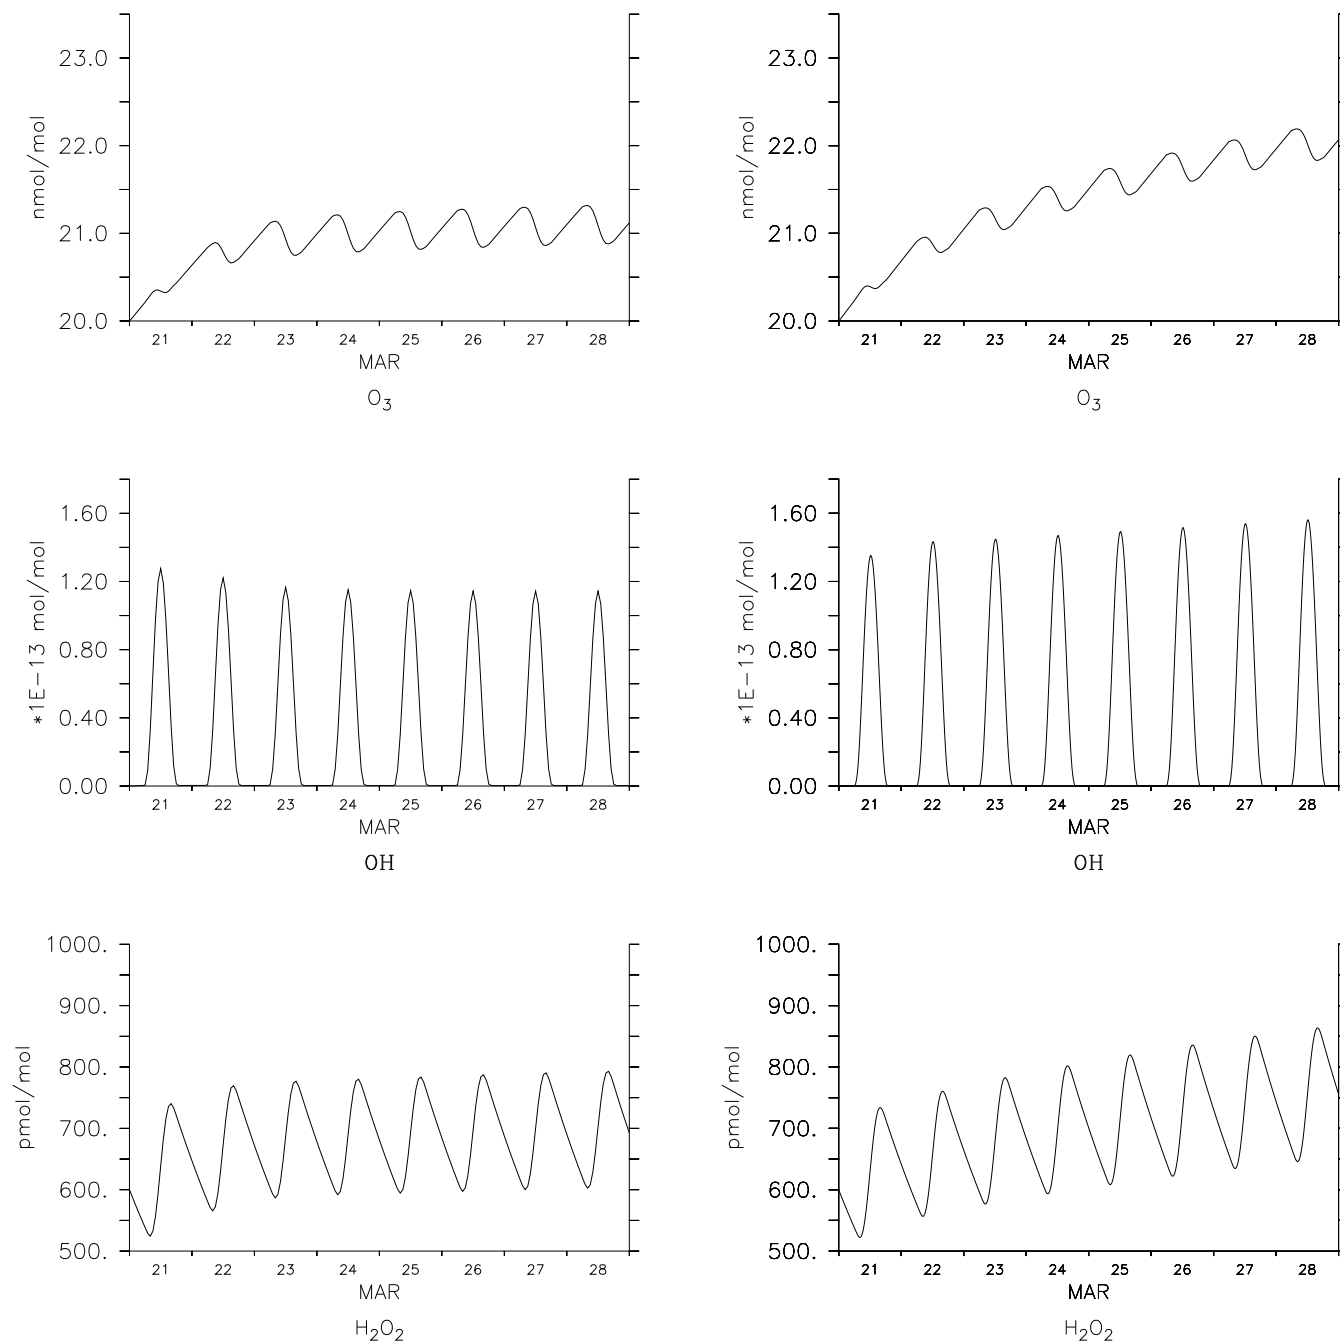 23.0
22.0
21.0
20.0
nmol/mol
21 22 23 24 25 26 27 28
MAR
O3
23.0
22.0
21.0
20.0
nmol/mol
21 22 23 24 25 26 27 28
MAR
O3
1.60
1.20
0.80
0.40
0.00
*1E-13 mol/mol
21 22 23 24 25 26 27 28
MAR
OH
1.60
1.20
0.80
0.40
0.00
*1E-13 mol/mol
21 22 23 24 25 26 27 28
MAR
OH
1000.
900.
800.
700.
600.
500.
pmol/mol
21 22 23 24 25 26 27 28
MAR
H2O2
1000.
900.
800.
700.
600.
500.
pmol/mol
21 22 23 24 25 26 27 28
MAR
H2O2